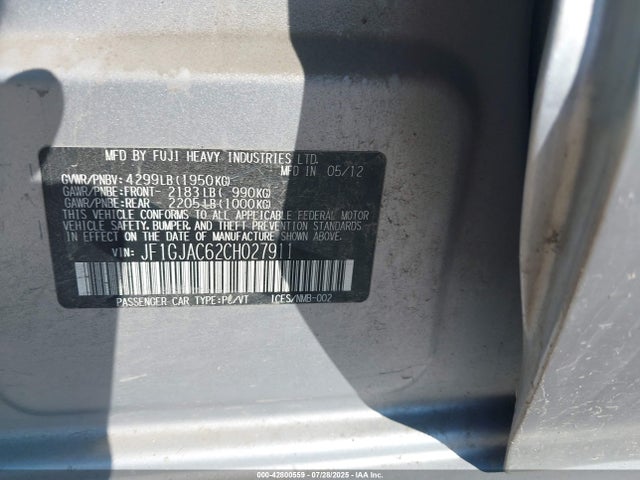 MFD BY FUJI HEAVY INDUSTRIES LTD.
MFD IN 05/12
GVWR/PNBV: 4299LB(1950KG)
GAWR/PNBE:FRONT- 2183LB( 990KG)
GAWR/PNBE:REAR 2205LB(1000KG)
THIS VEHICLE CONFORMS TO ALL APPLICABLE FEDERAL MOTOR
VEHICLE SAFETY, BUMPER, AND THEFT PREVENTION STANDARDS
IN EFFECT ON THE DATE OF MANUFACTURE SHOWN ABOVE.
VIN: JF1GJAC62CH027911
PASSENGER CAR TYPE:Pℓ/VT ICES/NMB-002
000-42800559 - 07/28/2025 - IAA Inc.